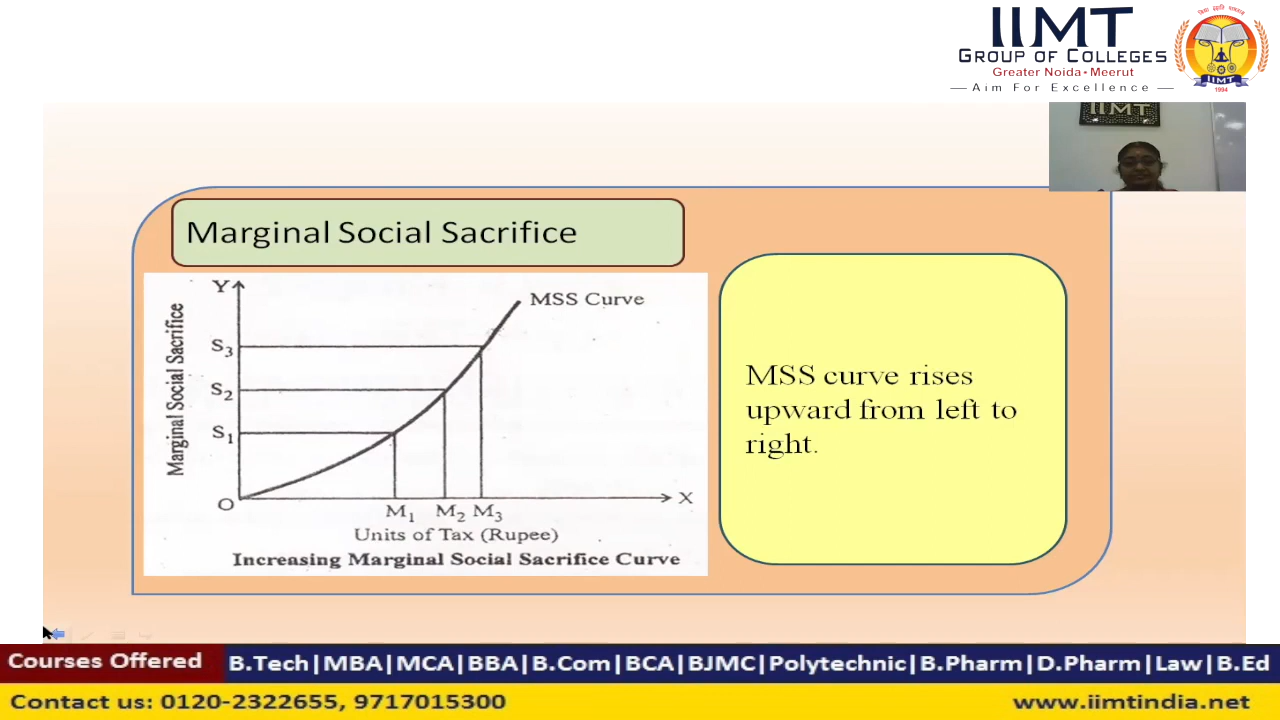 IIMT
GROUP OF COLLEGES
Greater Noida • Meerut
— Aim For Excellence —
IIMT
1994
IIMT
Marginal Social Sacrifice
Y
MSS Curve
Marginal Social Sacrifice
S3
S2
S1
O
X
M1 M2 M3
Units of Tax (Rupee)
Increasing Marginal Social Sacrifice Curve
MSS curve rises
upward from left to
right.
Courses Offered
B.Tech|MBA|MCA|BBA|B.Com|BCA|BJMC|Polytechnic|B.Pharm|D.Pharm|Law|B.Ed
Contact us: 0120-2322655, 9717015300
www.iimtindia.net